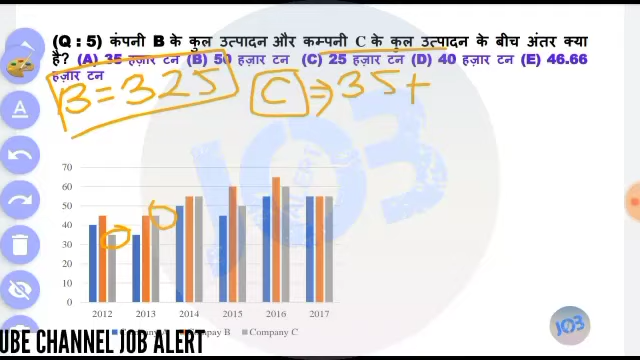 (Q : 5) कंपनी B के कुल उत्पादन और कम्पनी C के कुल उत्पादन के बीच अंतर क्या
है? (A) 35 हज़ार टन (B) 50 हज़ार टन (C) 25 हज़ार टन (D) 40 हज़ार टन (E) 46.66
हज़ार टन
B = 325 C ⇒ 35 +
70
60
50
40
30
20
10
0
2012 2013 2014 2015 2016 2017
Company B Company C
UBE CHANNEL JOB ALERT
JO3